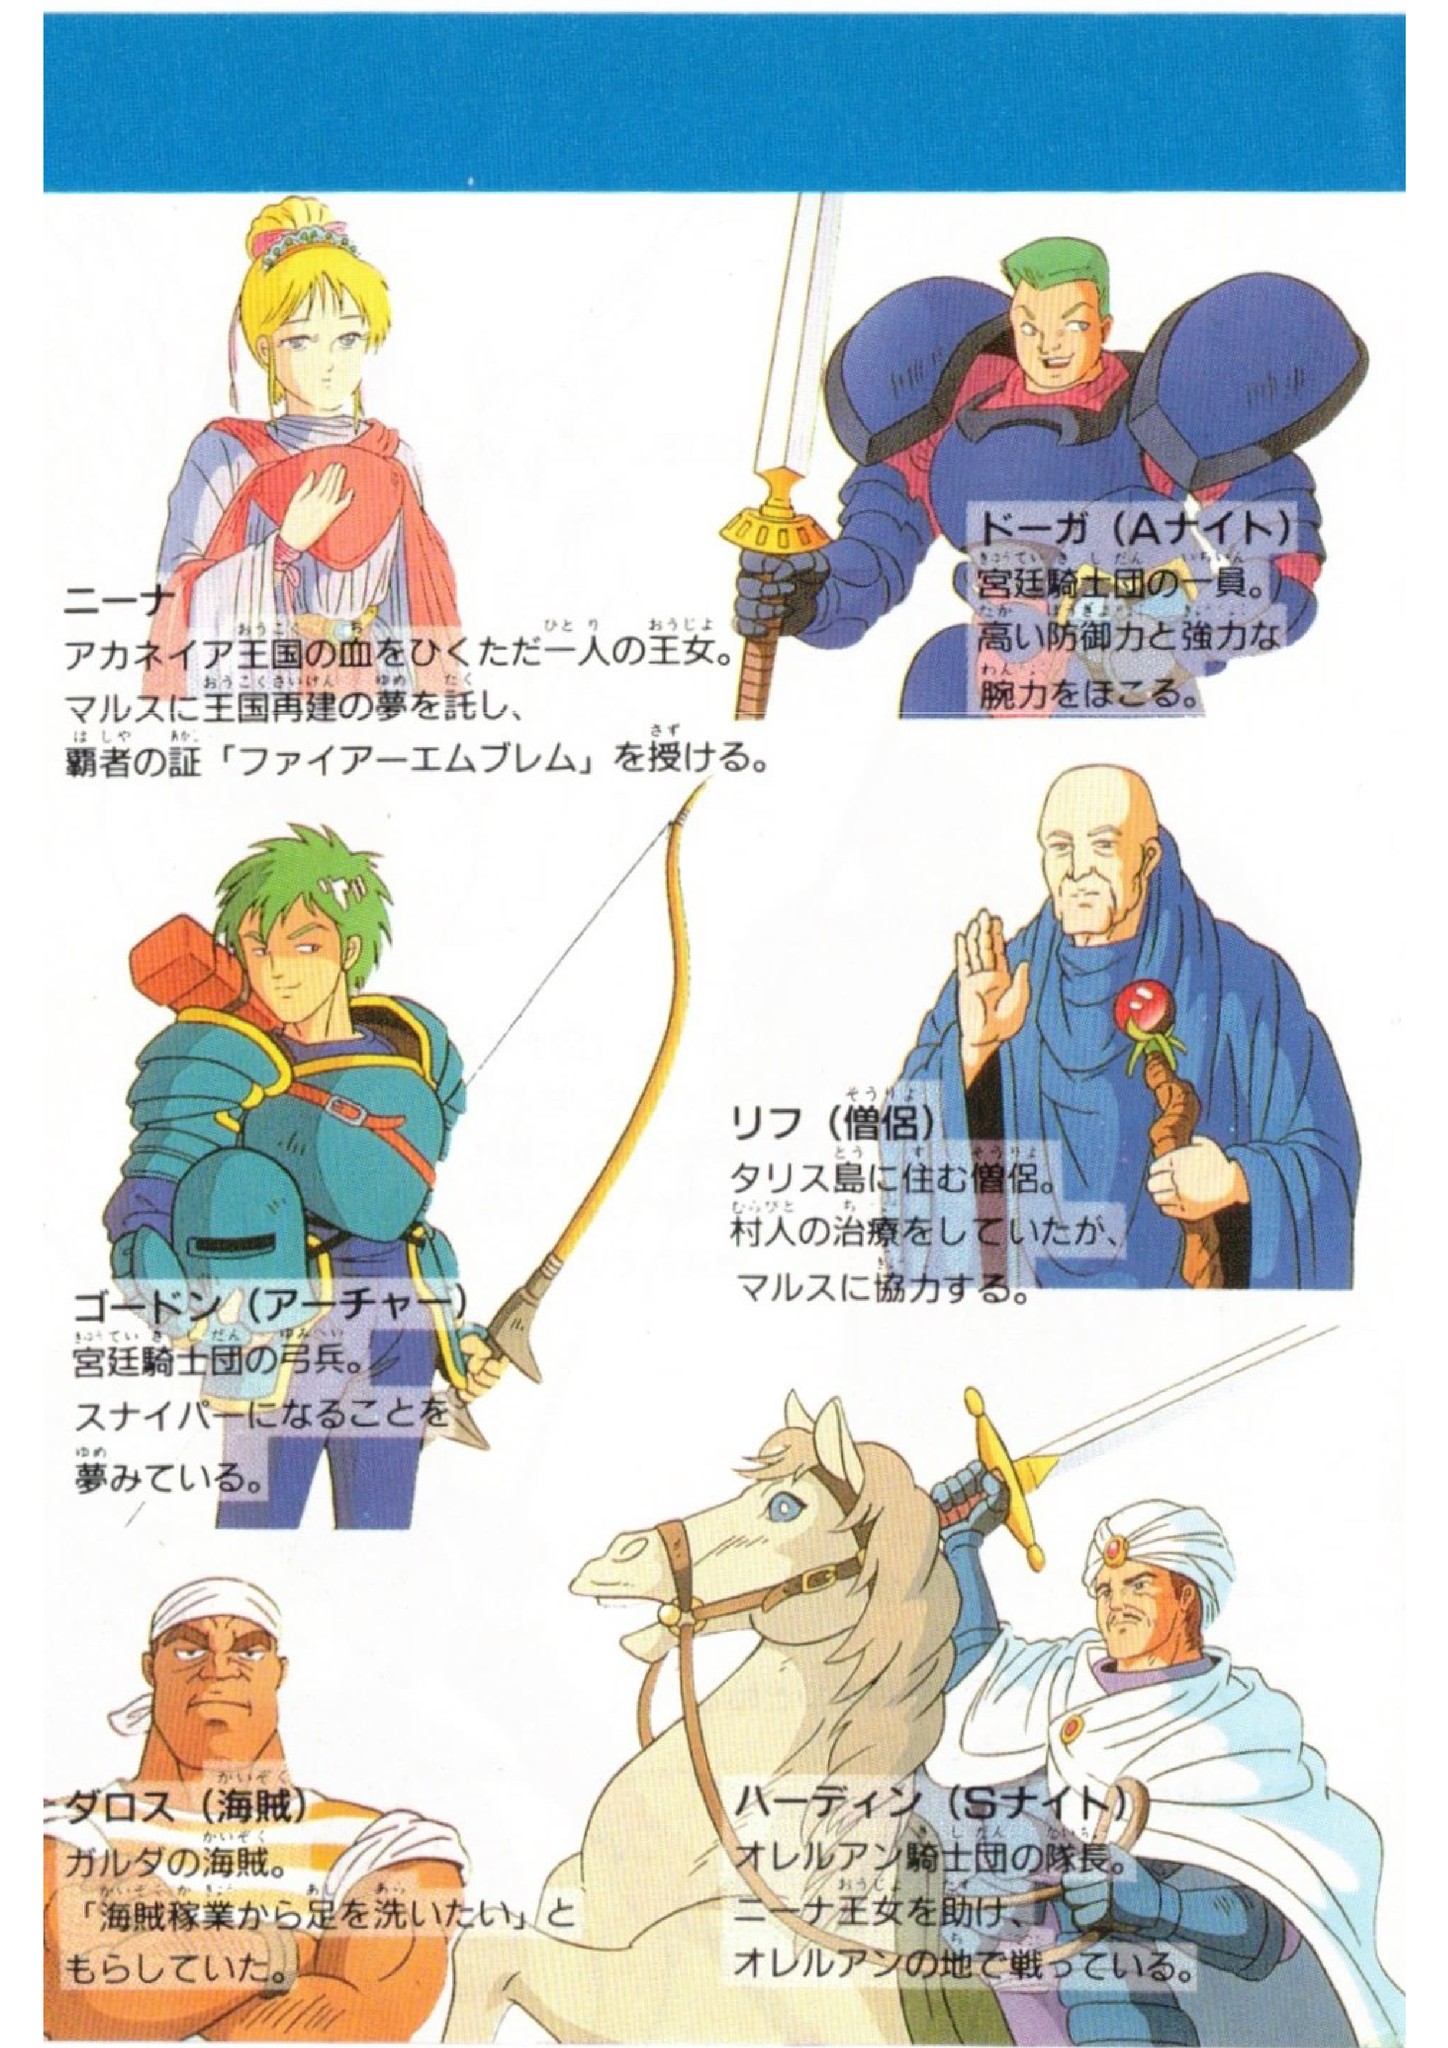 ニーナ
アカネイア王国の血をひくただ一人の王女。
マルスに王国再建の夢を託し、
覇者の証「ファイアーエムブレム」を授ける。
ドーガ（Aナイト）
宮廷騎士団の一員。
高い防御力と強力な
腕力をほこる。
ゴードン（アーチャー）
宮廷騎士団の弓兵。
スナイパーになることを
夢みている。
リフ（僧侶）
タリス島に住む僧侶。
村人の治療をしていたが、
マルスに協力する。
ダロス（海賊）
ガルダの海賊。
「海賊稼業から足を洗いたい」と
もらしていた。
ハーディン（Sナイト）
オレルアン騎士団の隊長。
ニーナ王女を助け、
オレルアンの地で戦っている。